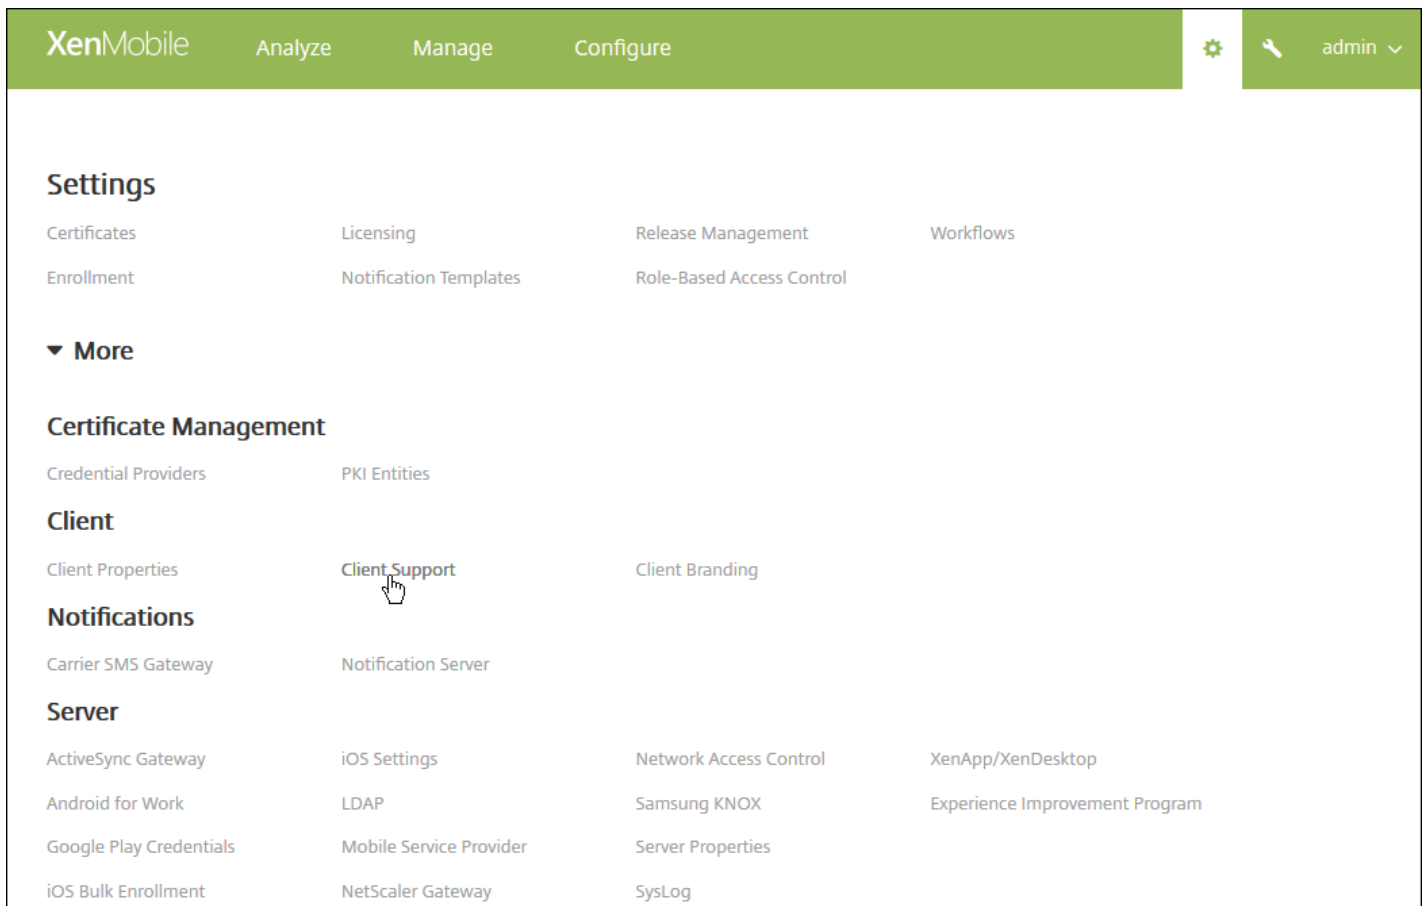 XenMobile Analyze Manage Configure admin
Settings
Certificates Licensing Release Management Workflows
Enrollment Notification Templates Role-Based Access Control
More
Certificate Management
Credential Providers PKI Entities
Client
Client Properties Client Support Client Branding
Notifications
Carrier SMS Gateway Notification Server
Server
ActiveSync Gateway iOS Settings Network Access Control XenApp/XenDesktop
Android for Work LDAP Samsung KNOX Experience Improvement Program
Google Play Credentials Mobile Service Provider Server Properties
iOS Bulk Enrollment NetScaler Gateway SysLog